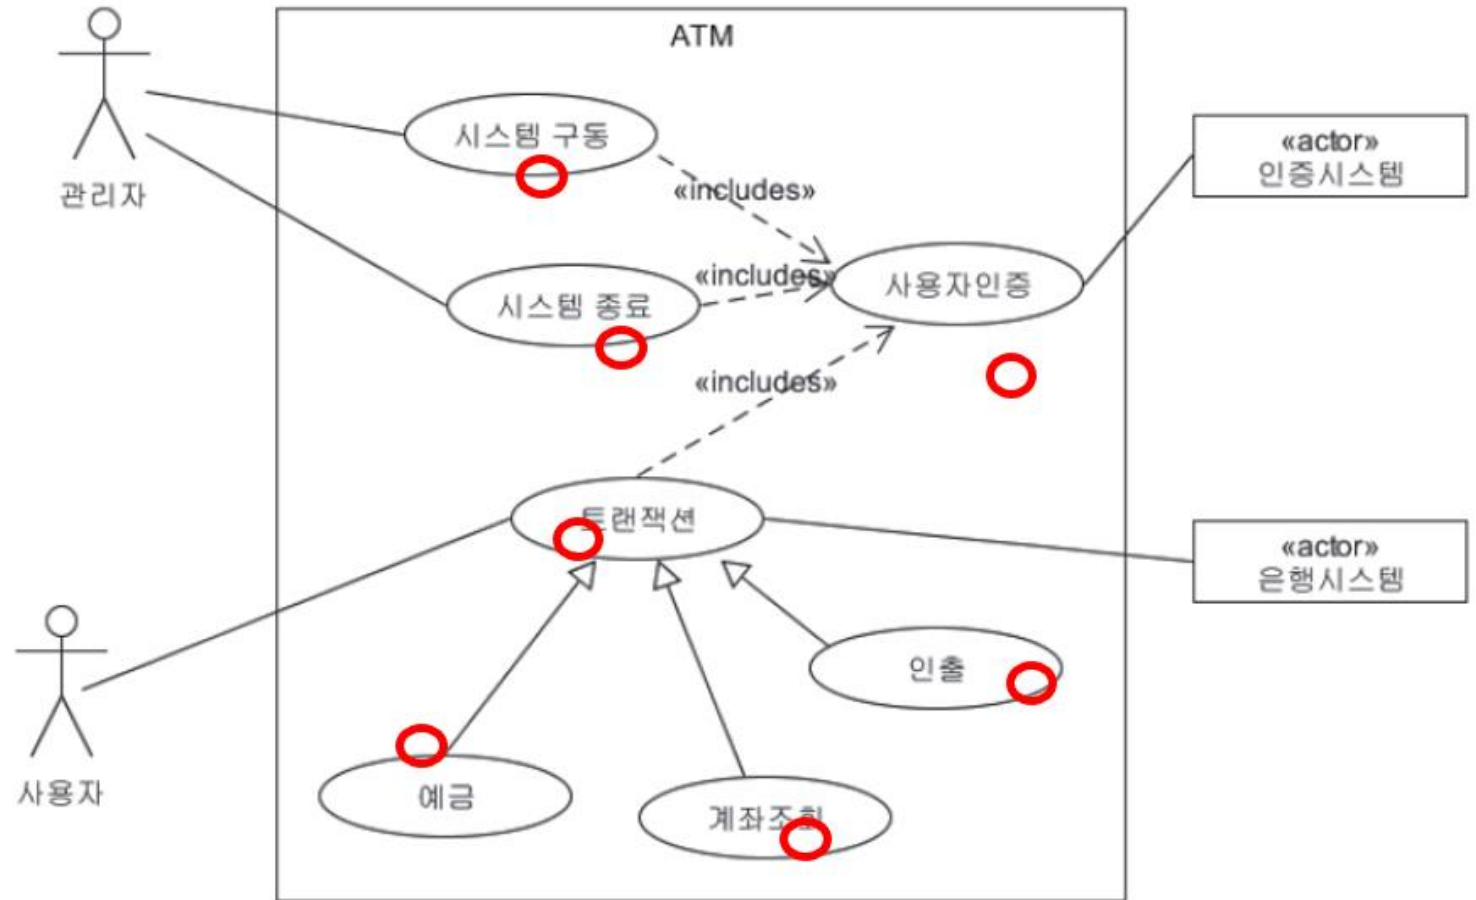 ATM
시스템 구동
«actor»
인증시스템
관리자
«includes»
«includes»
사용자인증
시스템 종료
«includes»
트랜잭션
«actor»
은행시스템
인출
사용자
예금
계좌조회